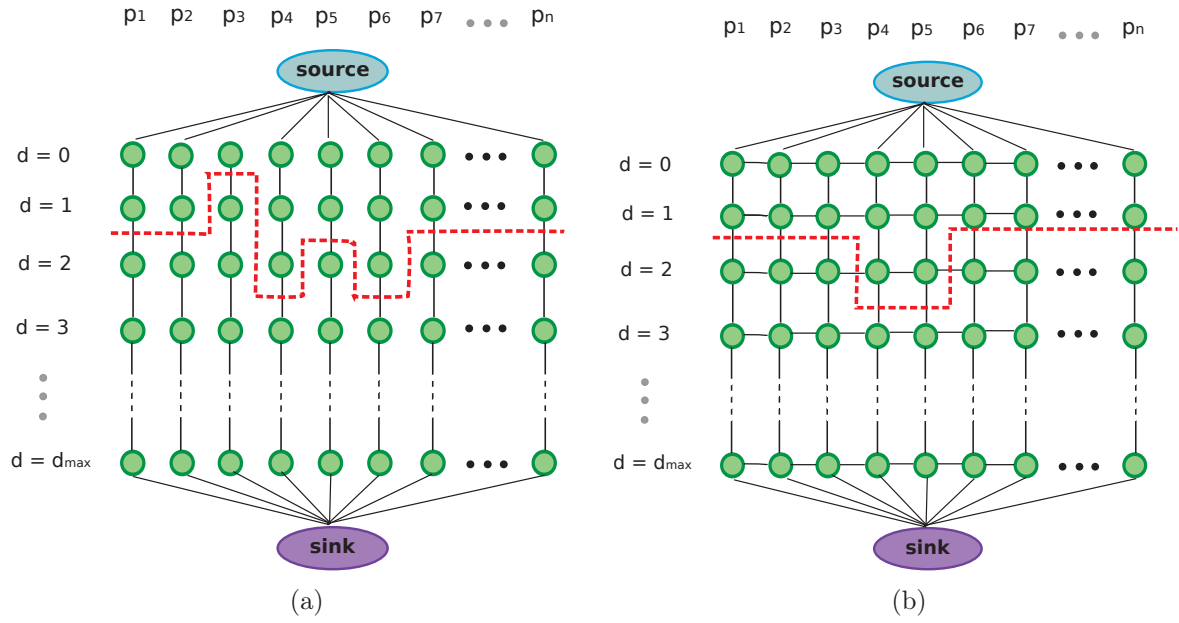 p1 p2 p3 p4 p5 p6 p7 pn
source
d = 0
d = 1
d = 2
d = 3
d = dmax
sink
(a)
p1 p2 p3 p4 p5 p6 p7 pn
source
d = 0
d = 1
d = 2
d = 3
d = dmax
sink
(b)